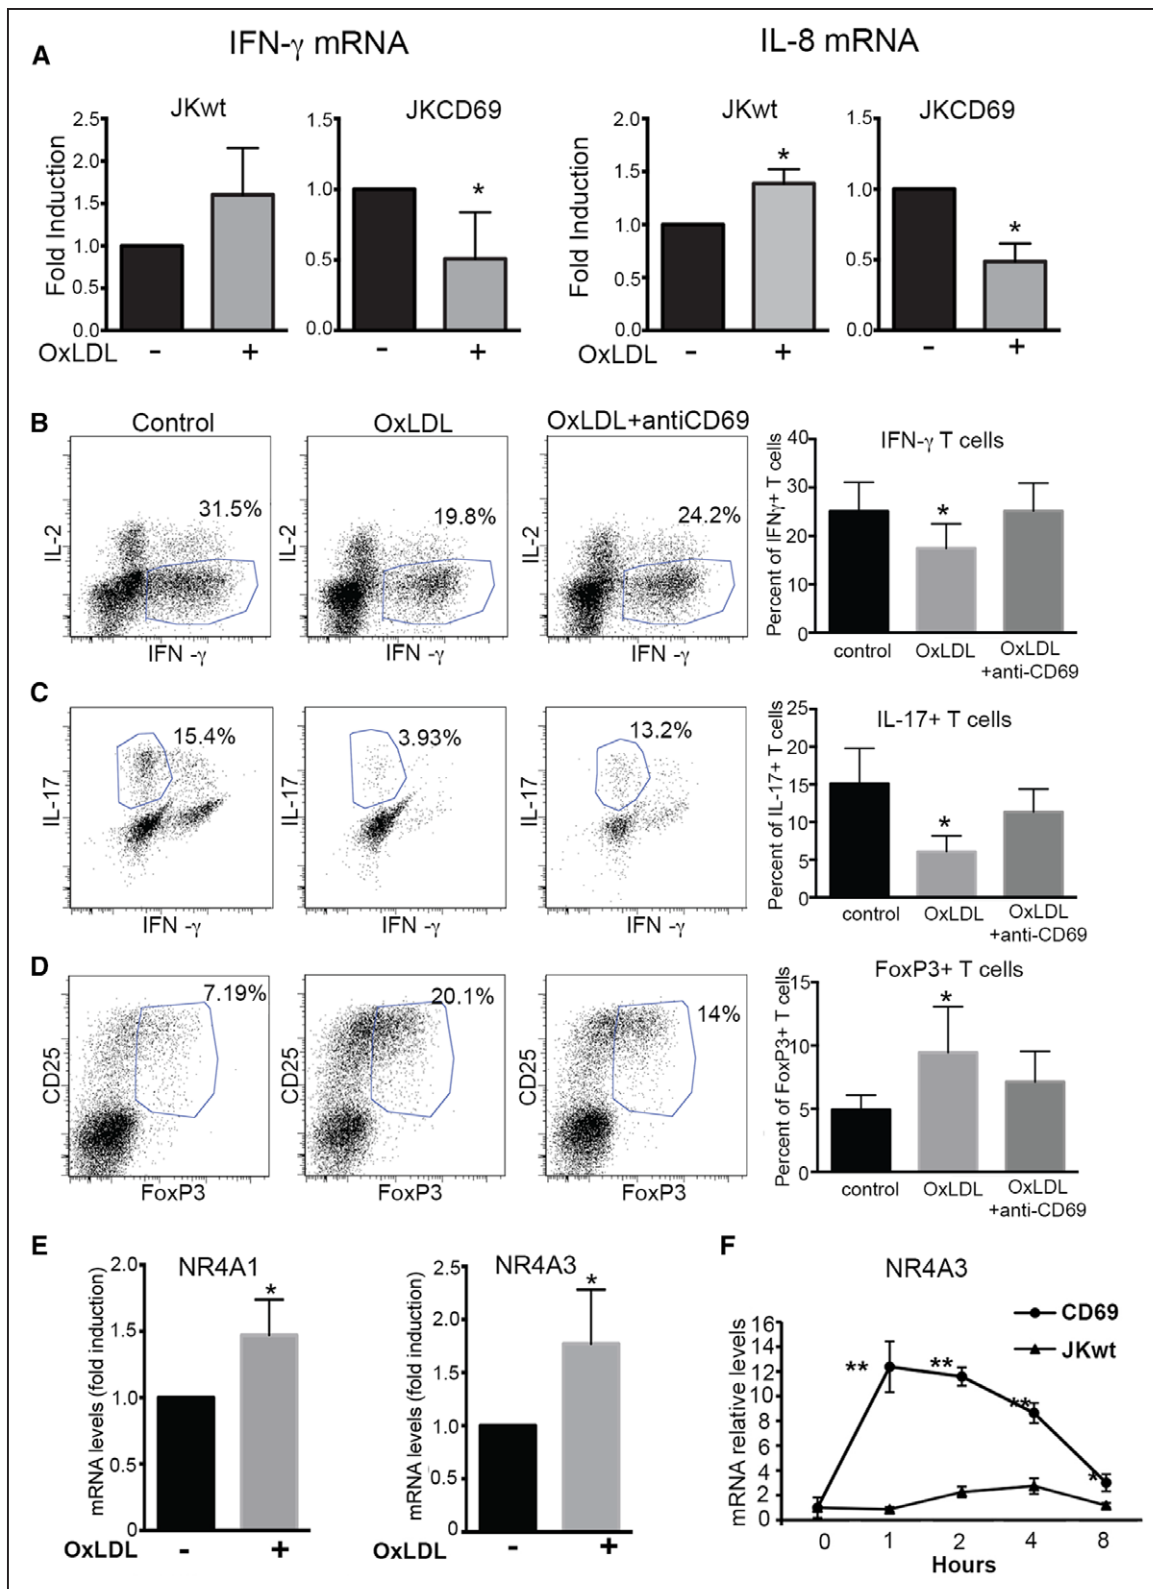 A
IFN-γ mRNA
IL-8 mRNA
JKwt
JKCD69
JKwt
JKCD69
Fold Induction
2.5
2.0
1.5
1.0
0.5
0.0
1.5
1.0
0.5
0.0
*
Fold Induction
2.0
1.5
1.0
0.5
0.0
*
1.5
1.0
0.5
0.0
*
OxLDL - + - + - + - +
B
Control
OxLDL
OxLDL+antiCD69
IL-2
31.5%
IFN -γ
IL-2
19.8%
IFN -γ
IL-2
24.2%
IFN -γ
IFN-γ T cells
Percent of IFNγ+ T cells
40
30
20
10
0
*
control
OxLDL
OxLDL
+anti-CD69
C
IL-17
15.4%
IFN -γ
IL-17
3.93%
IFN -γ
IL-17
13.2%
IFN -γ
IL-17+ T cells
Percent of IL-17+ T cells
25
20
15
10
5
0
*
control
OxLDL
OxLDL
+anti-CD69
D
CD25
7.19%
FoxP3
CD25
20.1%
FoxP3
CD25
14%
FoxP3
FoxP3+ T cells
Percent of FoxP3+ T cells
15
10
5
0
*
control
OxLDL
OxLDL
+anti-CD69
E
NR4A1
mRNA levels (fold induction)
2.0
1.5
1.0
0.5
0
*
OxLDL - +
NR4A3
mRNA levels (fold induction)
2.5
2.0
1.5
1.0
0.5
0
*
OxLDL - +
F
NR4A3
CD69
JKwt
mRNA relative levels
16
14
12
10
8
6
4
2
0
**
**
**
*
0 1 2 4 8
Hours